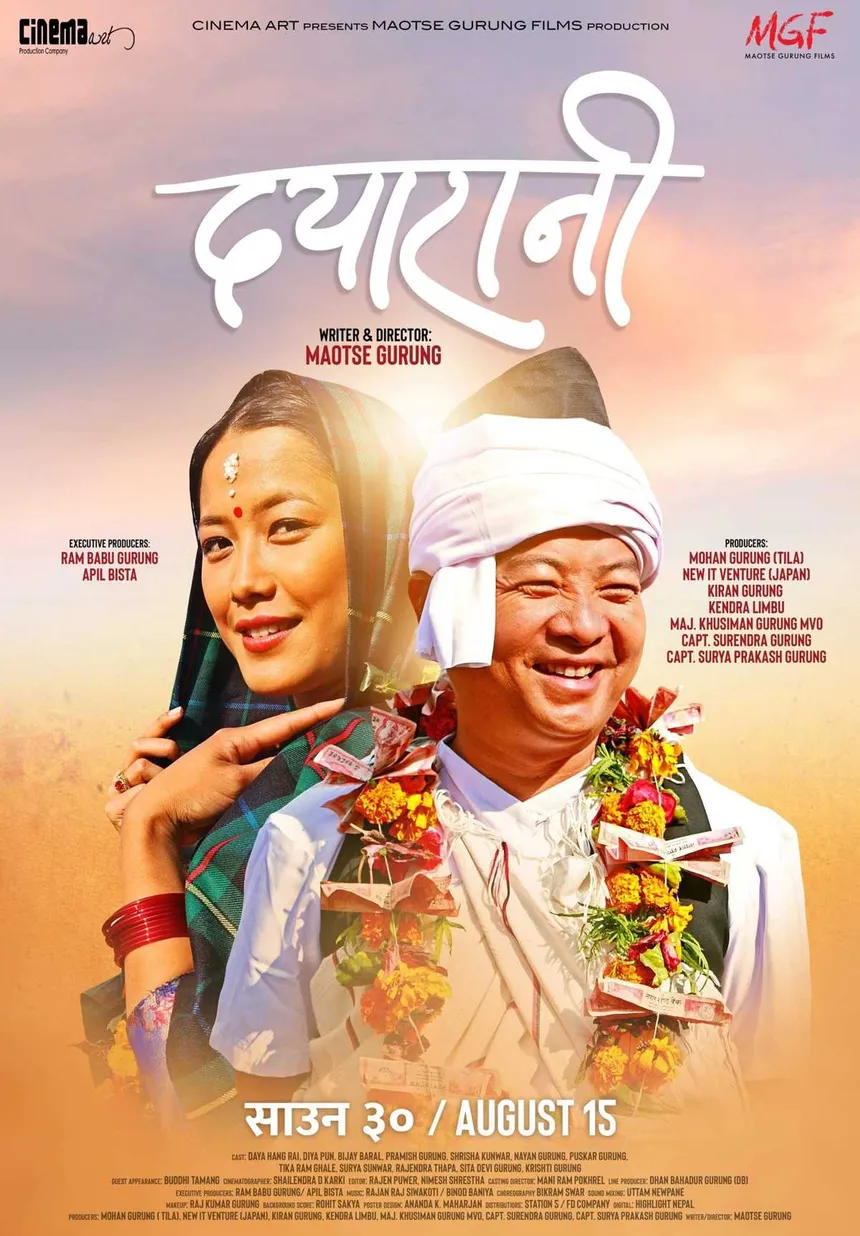 CINEMA art
Production Company
CINEMA ART PRESENTS MAOTSE GURUNG FILMS PRODUCTION
MGF
MAOTSE GURUNG FILMS
दयारानी
WRITER & DIRECTOR:
MAOTSE GURUNG
EXECUTIVE PRODUCERS:
RAM BABU GURUNG
APIL BISTA
PRODUCERS:
MOHAN GURUNG (TILA)
NEW IT VENTURE (JAPAN)
KIRAN GURUNG
KENDRA LIMBU
MAJ. KHUSIMAN GURUNG MVO
CAPT. SURENDRA GURUNG
CAPT. SURYA PRAKASH GURUNG
साउन ३० / AUGUST 15
CAST: DAYA HANG RAI, DIYA PUN, BIJAY BARAL, PRAMISH GURUNG, SHRISHA KUNWAR, NAYAN GURUNG, PUSKAR GURUNG,
TIKA RAM GHALE, SURYA SUNWAR, RAJENDRA THAPA, SITA DEVI GURUNG, KRISHTI GURUNG
GUEST APPEARANCE: BUDDHI TAMANG CINEMATOGRAPHER: SHAILENDRA D KARKI EDITOR: RAJEN PUWER, NIMESH SHRESTHA CASTING DIRECTOR: MANI RAM POKHREL LINE PRODUCER: DHAN BAHADUR GURUNG (DB)
EXECUTIVE PRODUCERS: RAM BABU GURUNG/ APIL BISTA MUSIC: RAJAN RAJ SIWAKOTI / BINOD BANIYA CHOREOGRAPHY BIKRAM SWAR SOUND MIXING: UTTAM NEWPANE
MAKEUP: RAJ KUMAR GURUNG BACKGROUND SCORE: ROHIT SAKYA POSTER DESIGN: ANANDA K. MAHARJAN DISTRIBUTIORS: STATION 5 / FD COMPANY DIGITAL: HIGHLIGHT NEPAL
PRODUCERS: MOHAN GURUNG ( TILA), NEW IT VENTURE (JAPAN), KIRAN GURUNG, KENDRA LIMBU, MAJ. KHUSIMAN GURUNG MVO, CAPT. SURENDRA GURUNG, CAPT. SURYA PRAKASH GURUNG WRITER/DIRECTOR: MAOTSE GURUNG